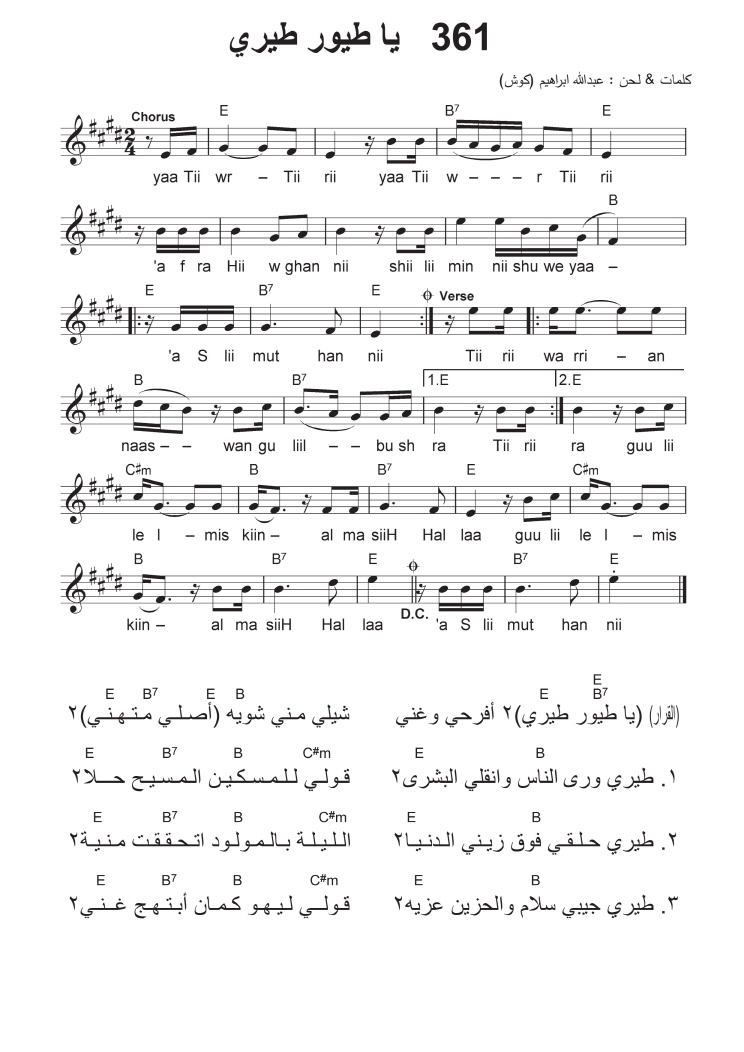 361 يا طيور طيري
كلمات & لحن : عبدالله ابراهيم (كوش)
Chorus E B7 E
2 4
yaa Tii wr – Tii rii yaa Tii w – – – r Tii rii
B
'a f ra Hii w ghan nii shii lii min nii shu we yaa –
E B7 E Verse
'a S lii mut han nii Tii rii wa rri – an
B B7 1.E 2.E
naas – – wan gu liil – – bu sh ra Tii rii ra guu lii
C#m B B7 E C#m
le l – mis kiin – al ma siiH Hal laa guu lii le l – mis
B B7 E B7 E
D.C.
kiin – al ma siiH Hal laa 'a S lii mut han nii
E
E B7 E B E B7
(القرار) (يا طيور طيري)٢ أفرحي وغني شيلي مني شويه (أصلي متهني)٢
E B7 B C#m E B
١. طيري ورى الناس وانقلي البشرى٢ قولي للمسكين المسيح حلا٢
E B7 B C#m E B
٢. طيري حلقي فوق زيني الدنيا٢ الليلة بالمولود اتحققت منية٢
E B7 B C#m E B
٣. طيري جيبي سلام والحزين عزيه٢ قولي ليهو كمان أبتهج غني٢